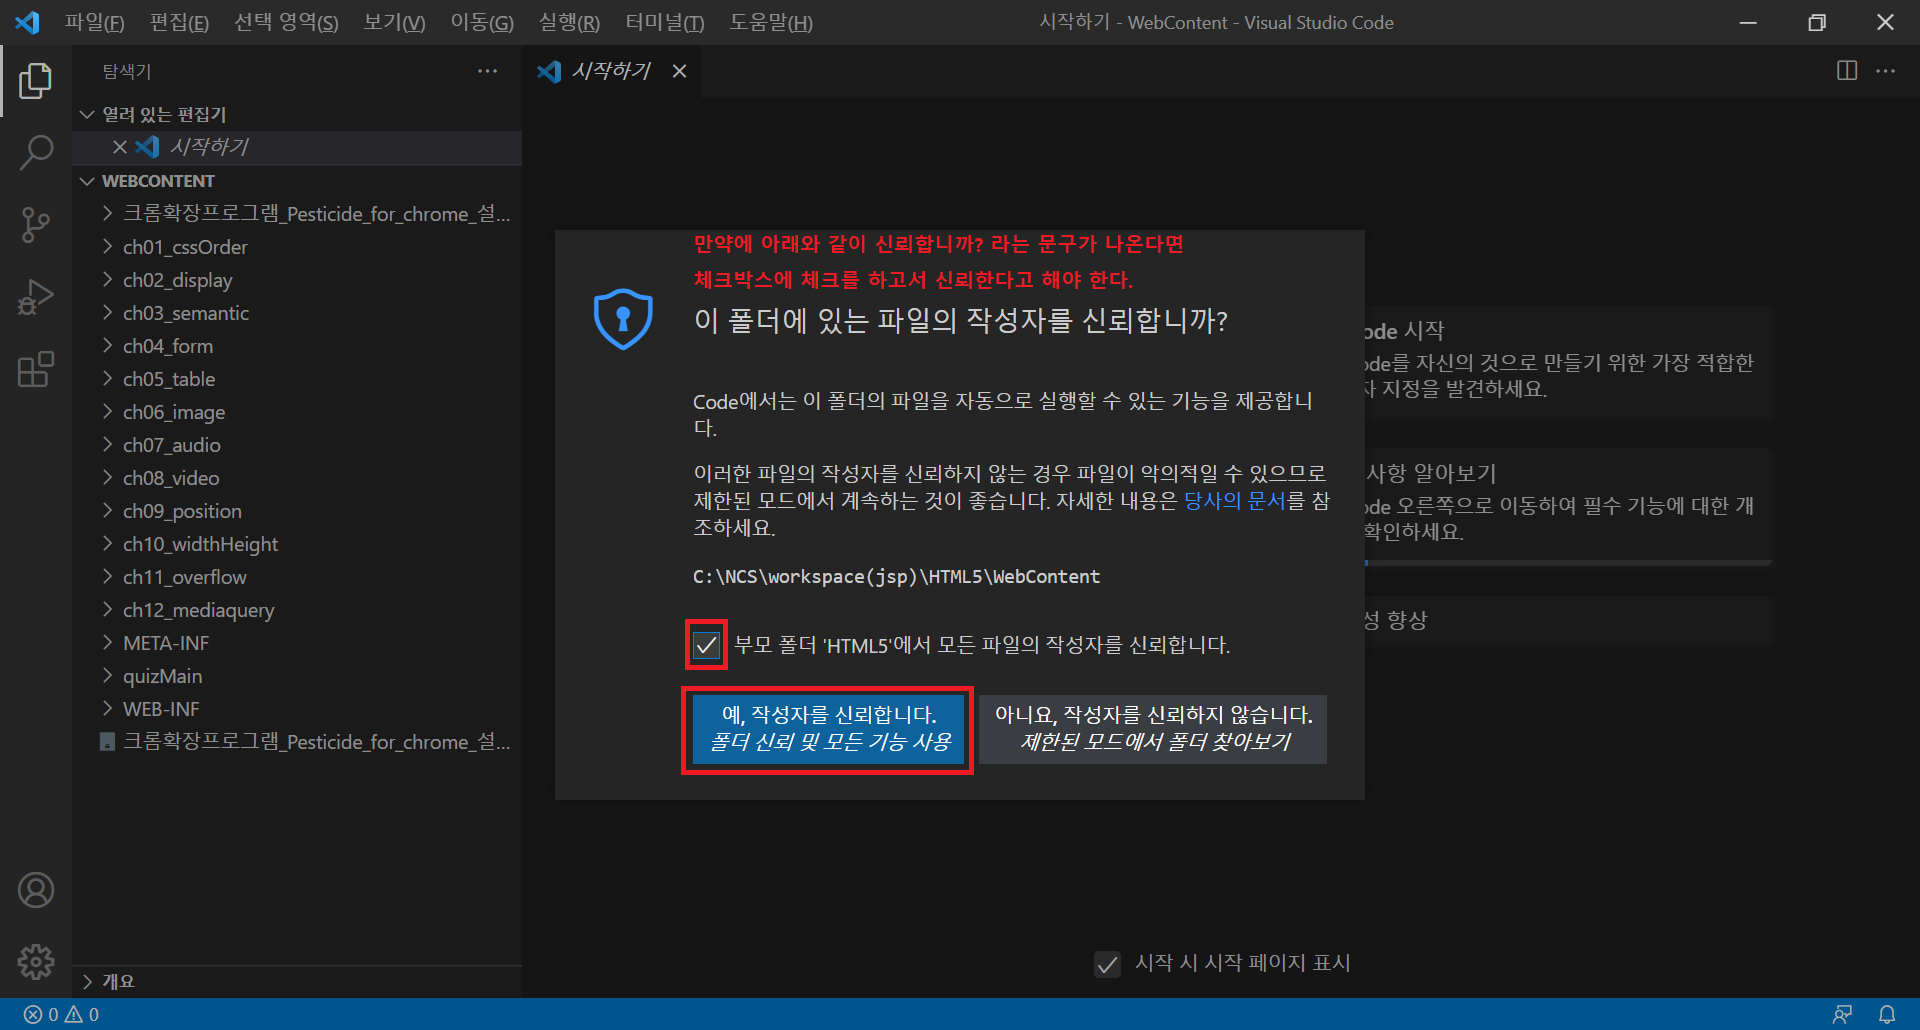 파일(F) 편집(E) 선택 영역(S) 보기(V) 이동(G) 실행(R) 터미널(T) 도움말(H) 시작하기 - WebContent - Visual Studio Code
탐색기
시작하기
열려 있는 편집기
시작하기
WEBCONTENT
크롬확장프로그램_Pesticide_for_chrome_설...
ch01_cssOrder
ch02_display
ch03_semantic
ch04_form
ch05_table
ch06_image
ch07_audio
ch08_video
ch09_position
ch10_widthHeight
ch11_overflow
ch12_mediaquery
META-INF
quizMain
WEB-INF
크롬확장프로그램_Pesticide_for_chrome_설...
개요
만약에 아래와 같이 신뢰합니까? 라는 문구가 나온다면
체크박스에 체크를 하고서 신뢰한다고 해야 한다.
이 폴더에 있는 파일의 작성자를 신뢰합니까?
Code에서는 이 폴더의 파일을 자동으로 실행할 수 있는 기능을 제공합니
다.
이러한 파일의 작성자를 신뢰하지 않는 경우 파일이 악의적일 수 있으므로
제한된 모드에서 계속하는 것이 좋습니다. 자세한 내용은 당사의 문서를 참
조하세요.
C:\NCS\workspace(jsp)\HTML5\WebContent
부모 폴더 'HTML5'에서 모든 파일의 작성자를 신뢰합니다.
예, 작성자를 신뢰합니다.
폴더 신뢰 및 모든 기능 사용
아니요, 작성자를 신뢰하지 않습니다.
제한된 모드에서 폴더 찾아보기
ode 시작
ode를 자신의 것으로 만들기 위한 가장 적합한
자 지정을 발견하세요.
사항 알아보기
ode 오른쪽으로 이동하여 필수 기능에 대한 개
확인하세요.
성 향상
시작 시 시작 페이지 표시
0 0